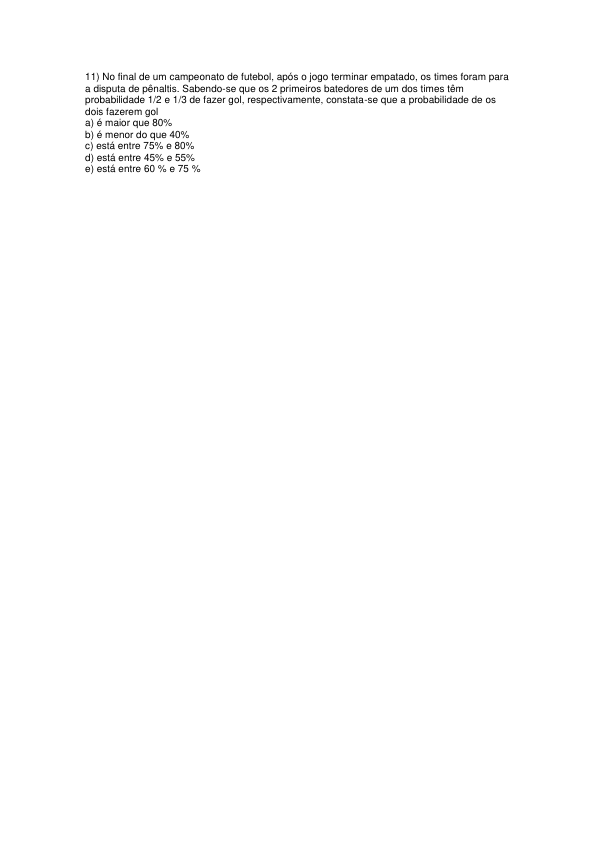 11) No final de um campeonato de futebol, após o jogo terminar empatado, os times foram para
a disputa de pênaltis. Sabendo-se que os 2 primeiros batedores de um dos times têm
probabilidade 1/2 e 1/3 de fazer gol, respectivamente, constata-se que a probabilidade de os
dois fazerem gol
a) é maior que 80%
b) é menor do que 40%
c) está entre 75% e 80%
d) está entre 45% e 55%
e) está entre 60 % e 75 %